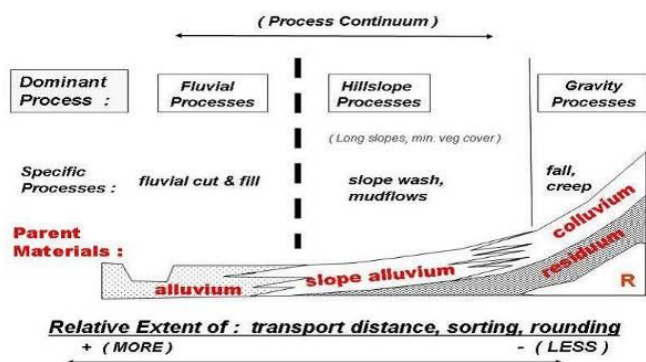 ( Process Continuum )
Dominant Process :
Fluvial Processes
Hillslope Processes
Gravity Processes
( Long slopes, min. veg cover )
Specific Processes :
fluvial cut & fill
slope wash, mudflows
fall, creep
Parent Materials :
alluvium
slope alluvium
colluvium
residuum
R
Relative Extent of : transport distance, sorting, rounding
+ ( MORE )
- ( LESS )